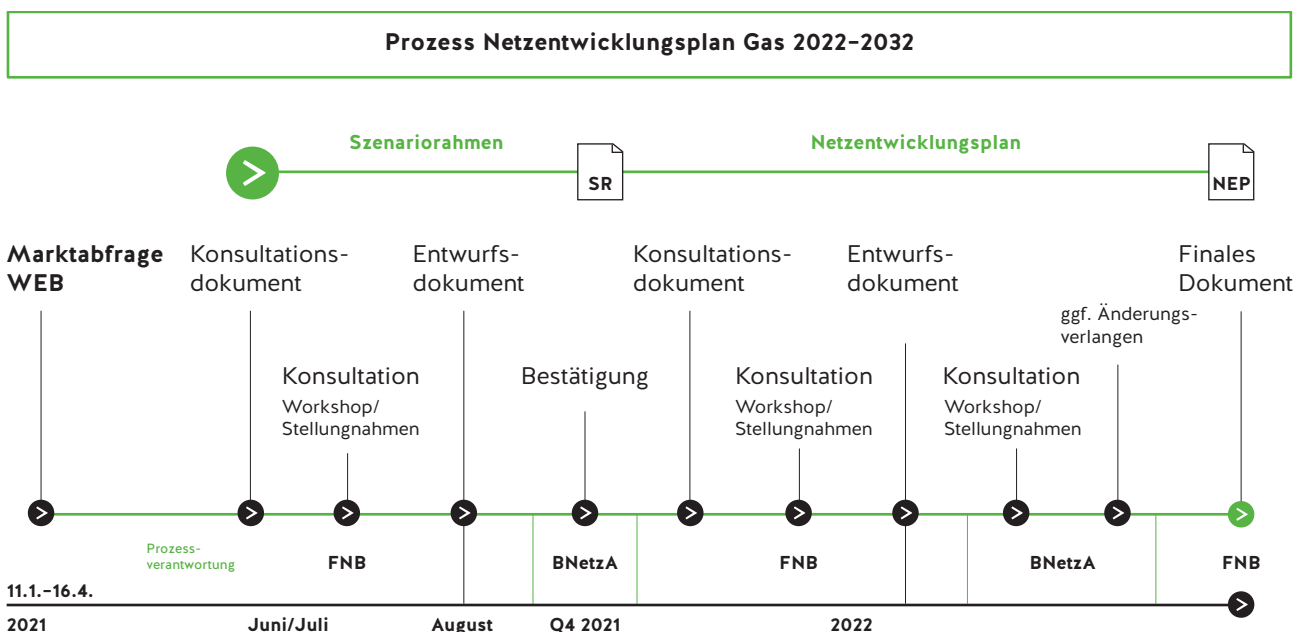 Prozess Netzentwicklungsplan Gas 2022–2032
Szenariorahmen
Netzentwicklungsplan
SR
NEP
Marktabfrage
WEB
Konsultations-
dokument
Entwurfs-
dokument
Konsultations-
dokument
Entwurfs-
dokument
Finales
Dokument
ggf. Änderungs-
verlangen
Konsultation
Workshop/
Stellungnahmen
Bestätigung
Konsultation
Workshop/
Stellungnahmen
Konsultation
Workshop/
Stellungnahmen
Prozess-
verantwortung
FNB
BNetzA
FNB
BNetzA
FNB
11.1.–16.4.
2021
Juni/Juli
August
Q4 2021
2022